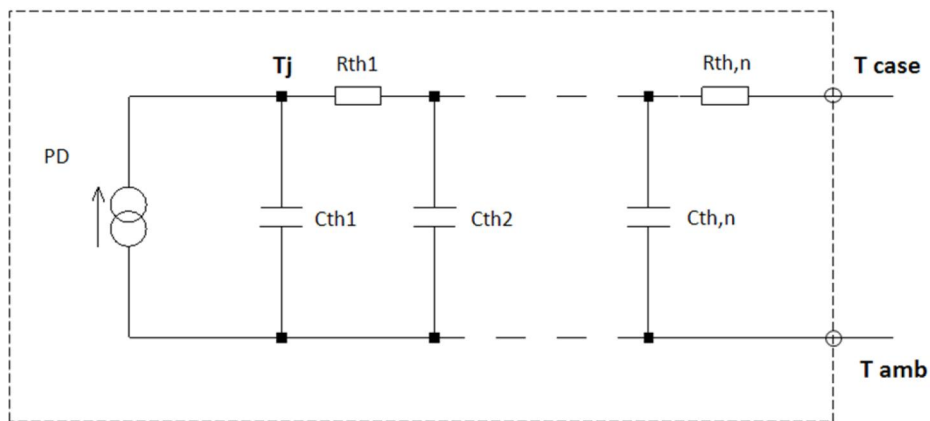 Tj
Rth1
Rth,n
T case
PD
Cth1
Cth2
Cth,n
T amb